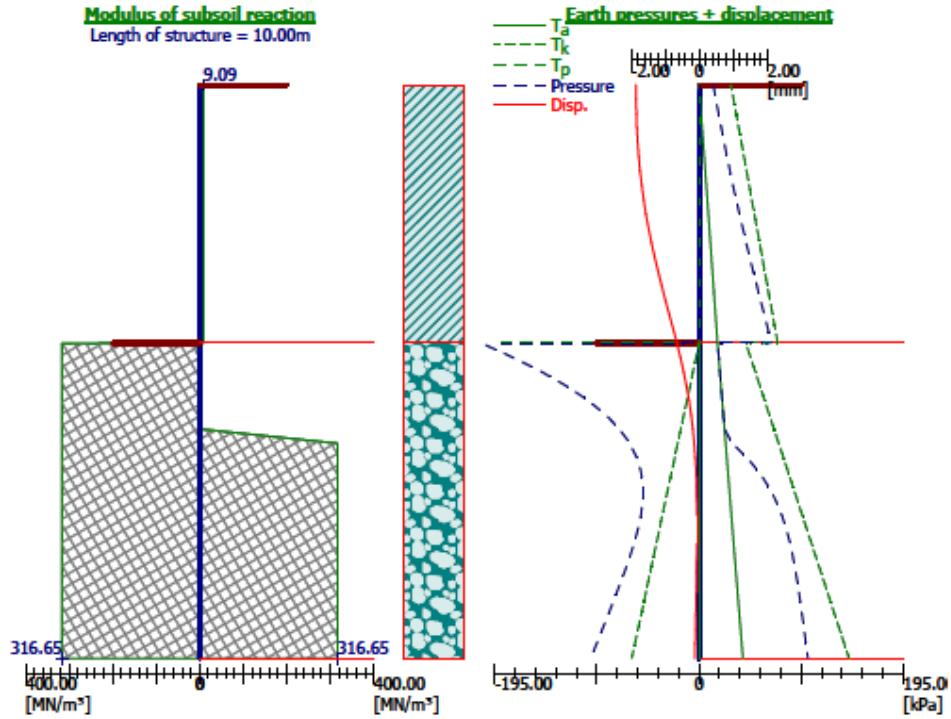 Modulus of subsoil reaction
Length of structure = 10.00m
9.09
316.65
316.65
400.00
0
400.00
[MN/m³]
[MN/m³]
Earth pressures + displacement
Ta
Tk
Tp
Pressure
Disp.
-2.00
0
2.00
[mm]
-195.00
0
195.0
[kPa]